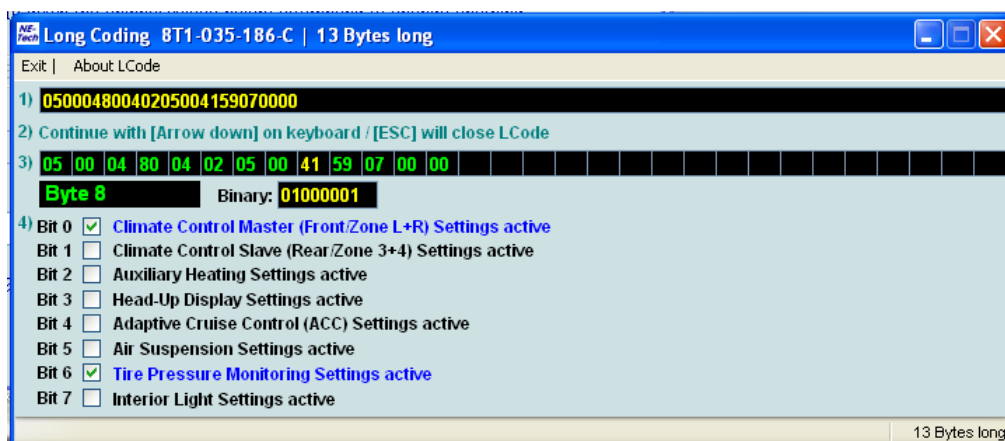 NE-Tech Long Coding 8T1-035-186-C | 13 Bytes long
Exit | About LCode
1) 05000480040205004159070000
2) Continue with [Arrow down] on keyboard / [ESC] will close LCode
3) 05 00 04 80 04 02 05 00 41 59 07 00 00
Byte 8 Binary: 01000001
4) Bit 0 Climate Control Master (Front/Zone L+R) Settings active
Bit 1 Climate Control Slave (Rear/Zone 3+4) Settings active
Bit 2 Auxiliary Heating Settings active
Bit 3 Head-Up Display Settings active
Bit 4 Adaptive Cruise Control (ACC) Settings active
Bit 5 Air Suspension Settings active
Bit 6 Tire Pressure Monitoring Settings active
Bit 7 Interior Light Settings active
13 Bytes long